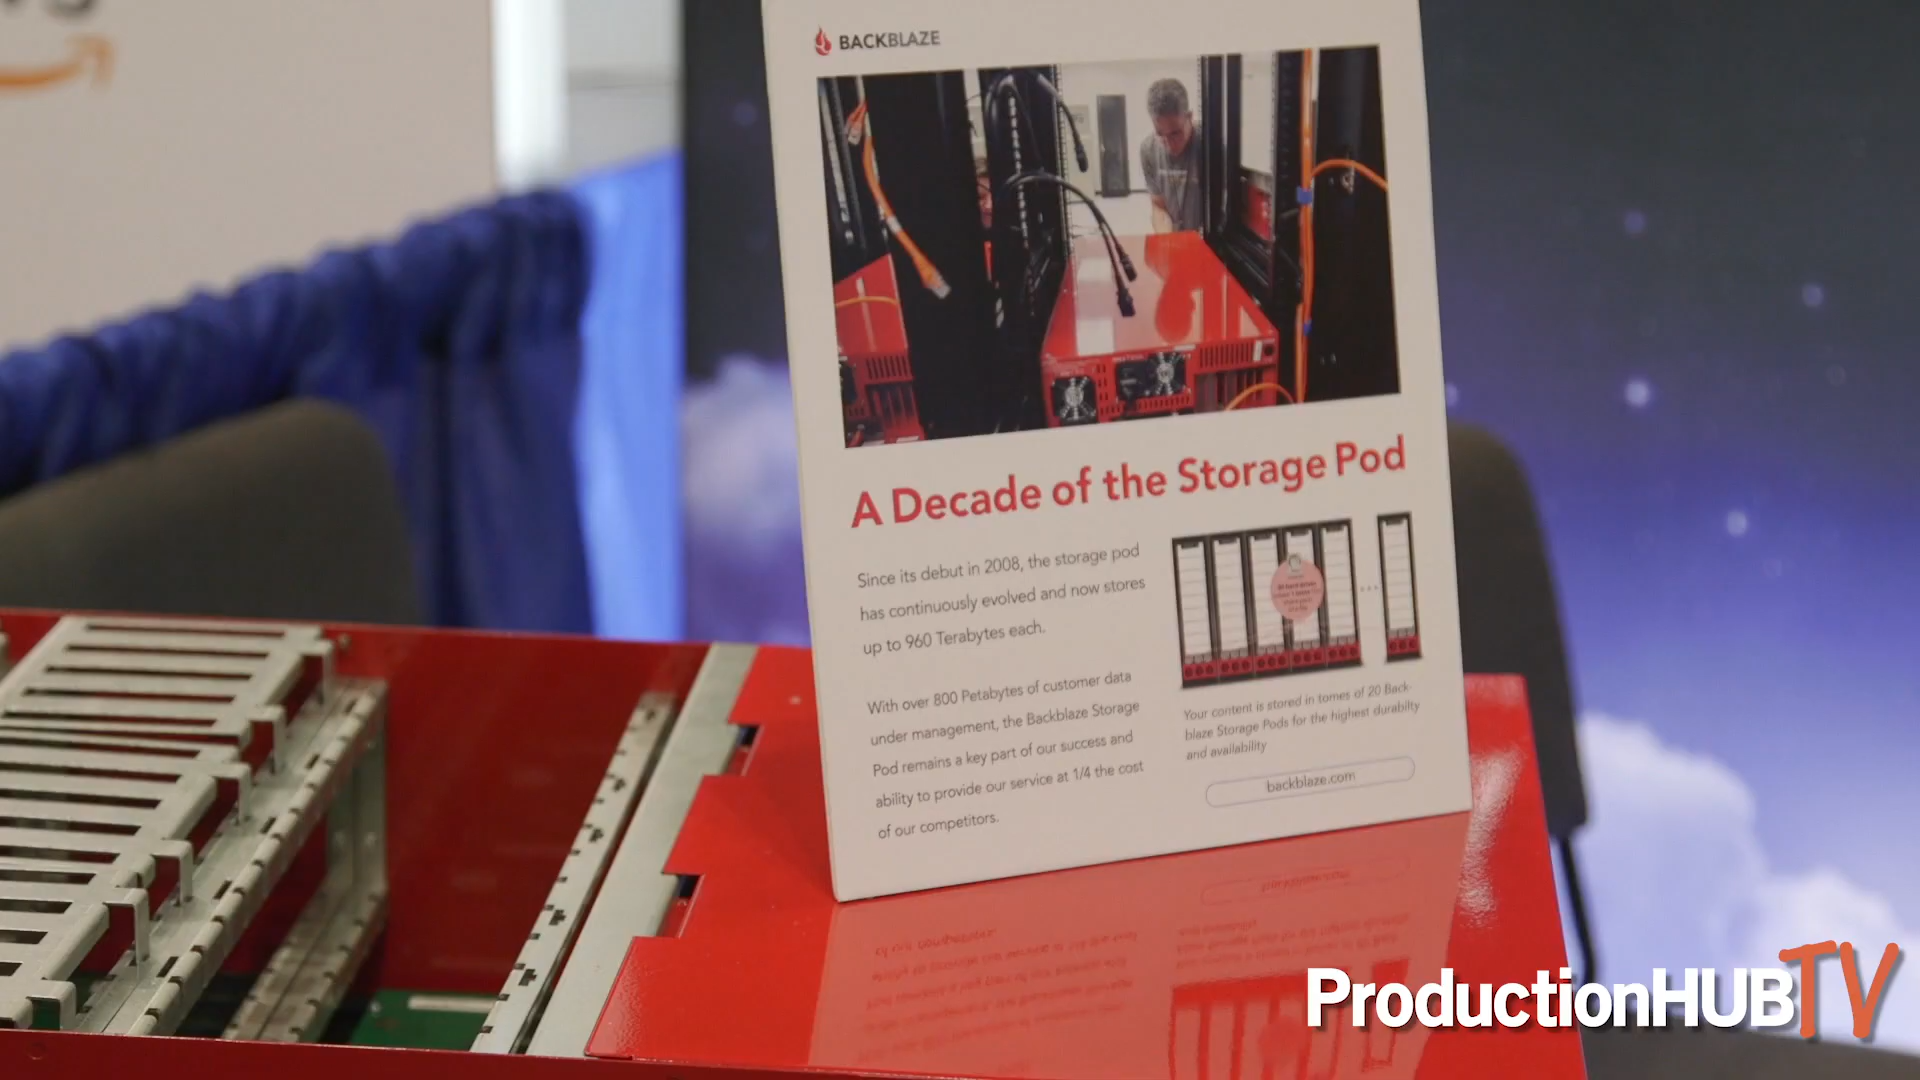 BACKBLAZE
A Decade of the Storage Pod
Since its debut in 2008, the storage pod
has continuously evolved and now stores
up to 960 Terabytes each.
With over 800 Petabytes of customer data
under management, the Backblaze Storage
Pod remains a key part of our success and
ability to provide our service at 1/4 the cost
of our competitors.
Your content is stored in tomes of 20 Back-
blaze Storage Pods for the highest durabilty
and availability
backblaze.com
ProductionHUBTV